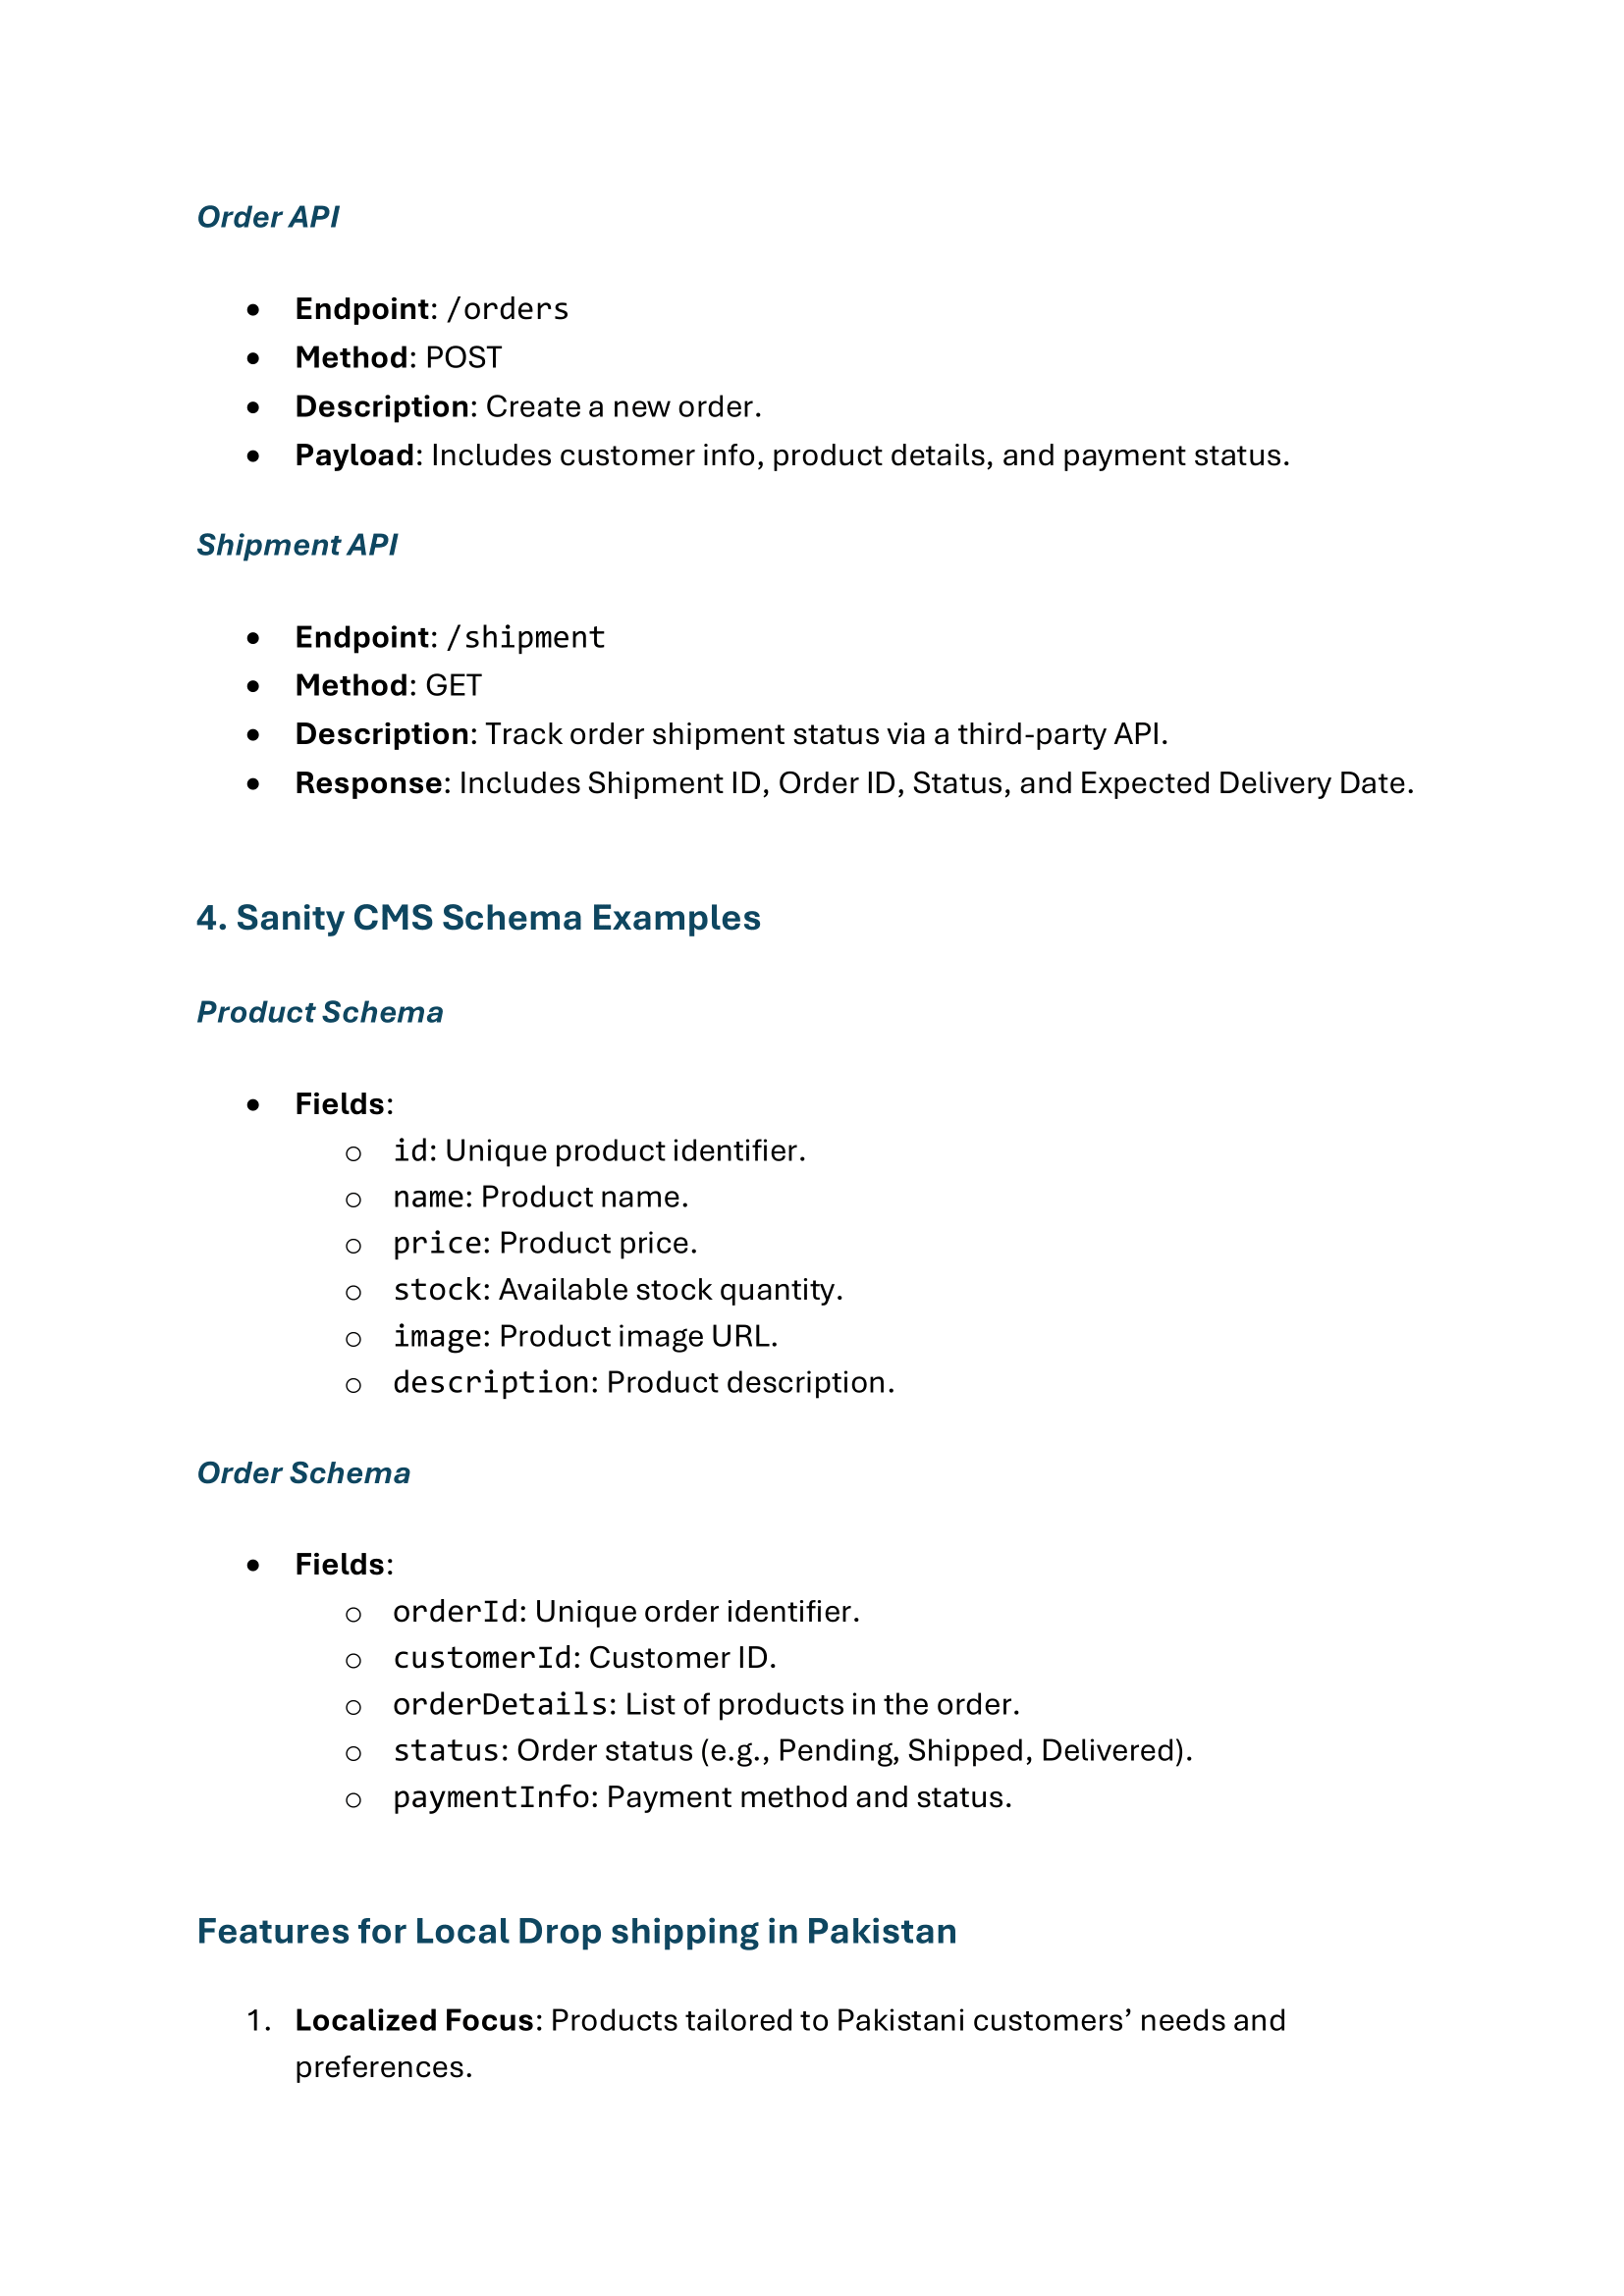 Order API
• Endpoint: /orders
• Method: POST
• Description: Create a new order.
• Payload: Includes customer info, product details, and payment status.
Shipment API
• Endpoint: /shipment
• Method: GET
• Description: Track order shipment status via a third-party API.
• Response: Includes Shipment ID, Order ID, Status, and Expected Delivery Date.
4. Sanity CMS Schema Examples
Product Schema
• Fields:
o id: Unique product identifier.
o name: Product name.
o price: Product price.
o stock: Available stock quantity.
o image: Product image URL.
o description: Product description.
Order Schema
• Fields:
o orderId: Unique order identifier.
o customerId: Customer ID.
o orderDetails: List of products in the order.
o status: Order status (e.g., Pending, Shipped, Delivered).
o paymentInfo: Payment method and status.
Features for Local Drop shipping in Pakistan
1. Localized Focus: Products tailored to Pakistani customers’ needs and
preferences.